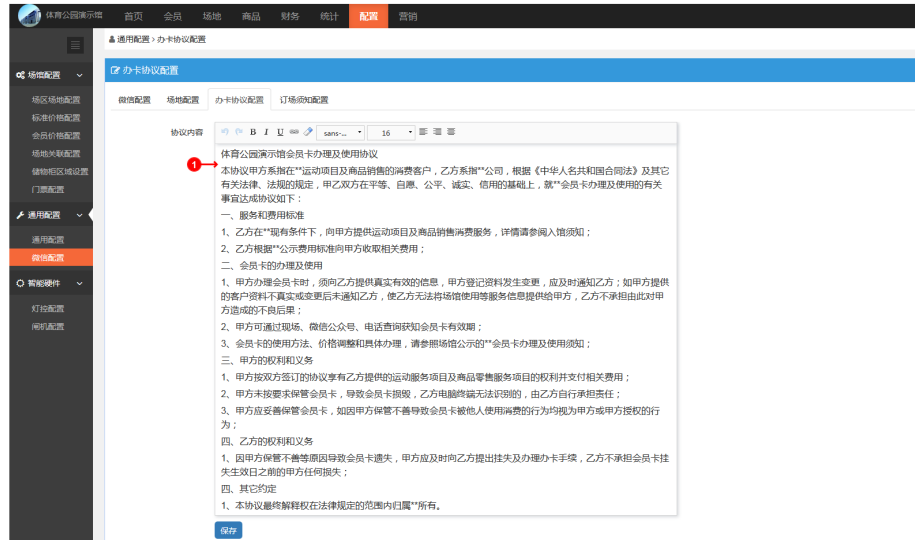 体育公园演示馆 首页 会员 场地 商品 财务 统计 配置 营销
通用配置 › 办卡协议配置
场馆配置
场区场地配置
标准价格配置
会员价格配置
场地关联配置
储物柜区域设置
门票配置
通用配置
通用配置
微信配置
智能硬件
灯控配置
闸机配置
办卡协议配置
微信配置 场地配置 办卡协议配置 订场须知配置
协议内容
B I U sans-... 16
1
体育公园演示馆会员卡办理及使用协议
本协议甲方系指在**运动项目及商品销售的消费客户，乙方系指**公司，根据《中华人名共和国合同法》及其它
有关法律、法规的规定，甲乙双方在平等、自愿、公平、诚实、信用的基础上，就**会员卡办理及使用的有关
事宜达成协议如下：
一、服务和费用标准
1、乙方在**现有条件下，向甲方提供运动项目及商品销售消费服务，详情请参阅入馆须知；
2、乙方根据**公示费用标准向甲方收取相关费用；
二、会员卡的办理及使用
1、甲方办理会员卡时，须向乙方提供真实有效的信息，甲方登记资料发生变更，应及时通知乙方；如甲方提供
的客户资料不真实或变更后未通知乙方，使乙方无法将场馆使用等服务信息提供给甲方，乙方不承担由此对甲
方造成的不良后果；
2、甲方可通过现场、微信公众号、电话查询获知会员卡有效期；
3、会员卡的使用方法、价格调整和具体办理，请参照场馆公示的**会员卡办理及使用须知；
三、甲方的权利和义务
1、甲方按双方签订的协议享有乙方提供的运动服务项目及商品零售服务项目的权利并支付相关费用；
2、甲方未按要求保管会员卡，导致会员卡损毁，乙方电脑终端无法识别的，由乙方自行承担责任；
3、甲方应妥善保管会员卡，如因甲方保管不善导致会员卡被他人使用消费的行为均视为甲方或甲方授权的行
为；
四、乙方的权利和义务
1、因甲方保管不善等原因导致会员卡遗失，甲方应及时向乙方提出挂失及办理办卡手续，乙方不承担会员卡挂
失生效日之前的甲方任何损失；
四、其它约定
1、本协议最终解释权在法律规定的范围内归属**所有。
保存